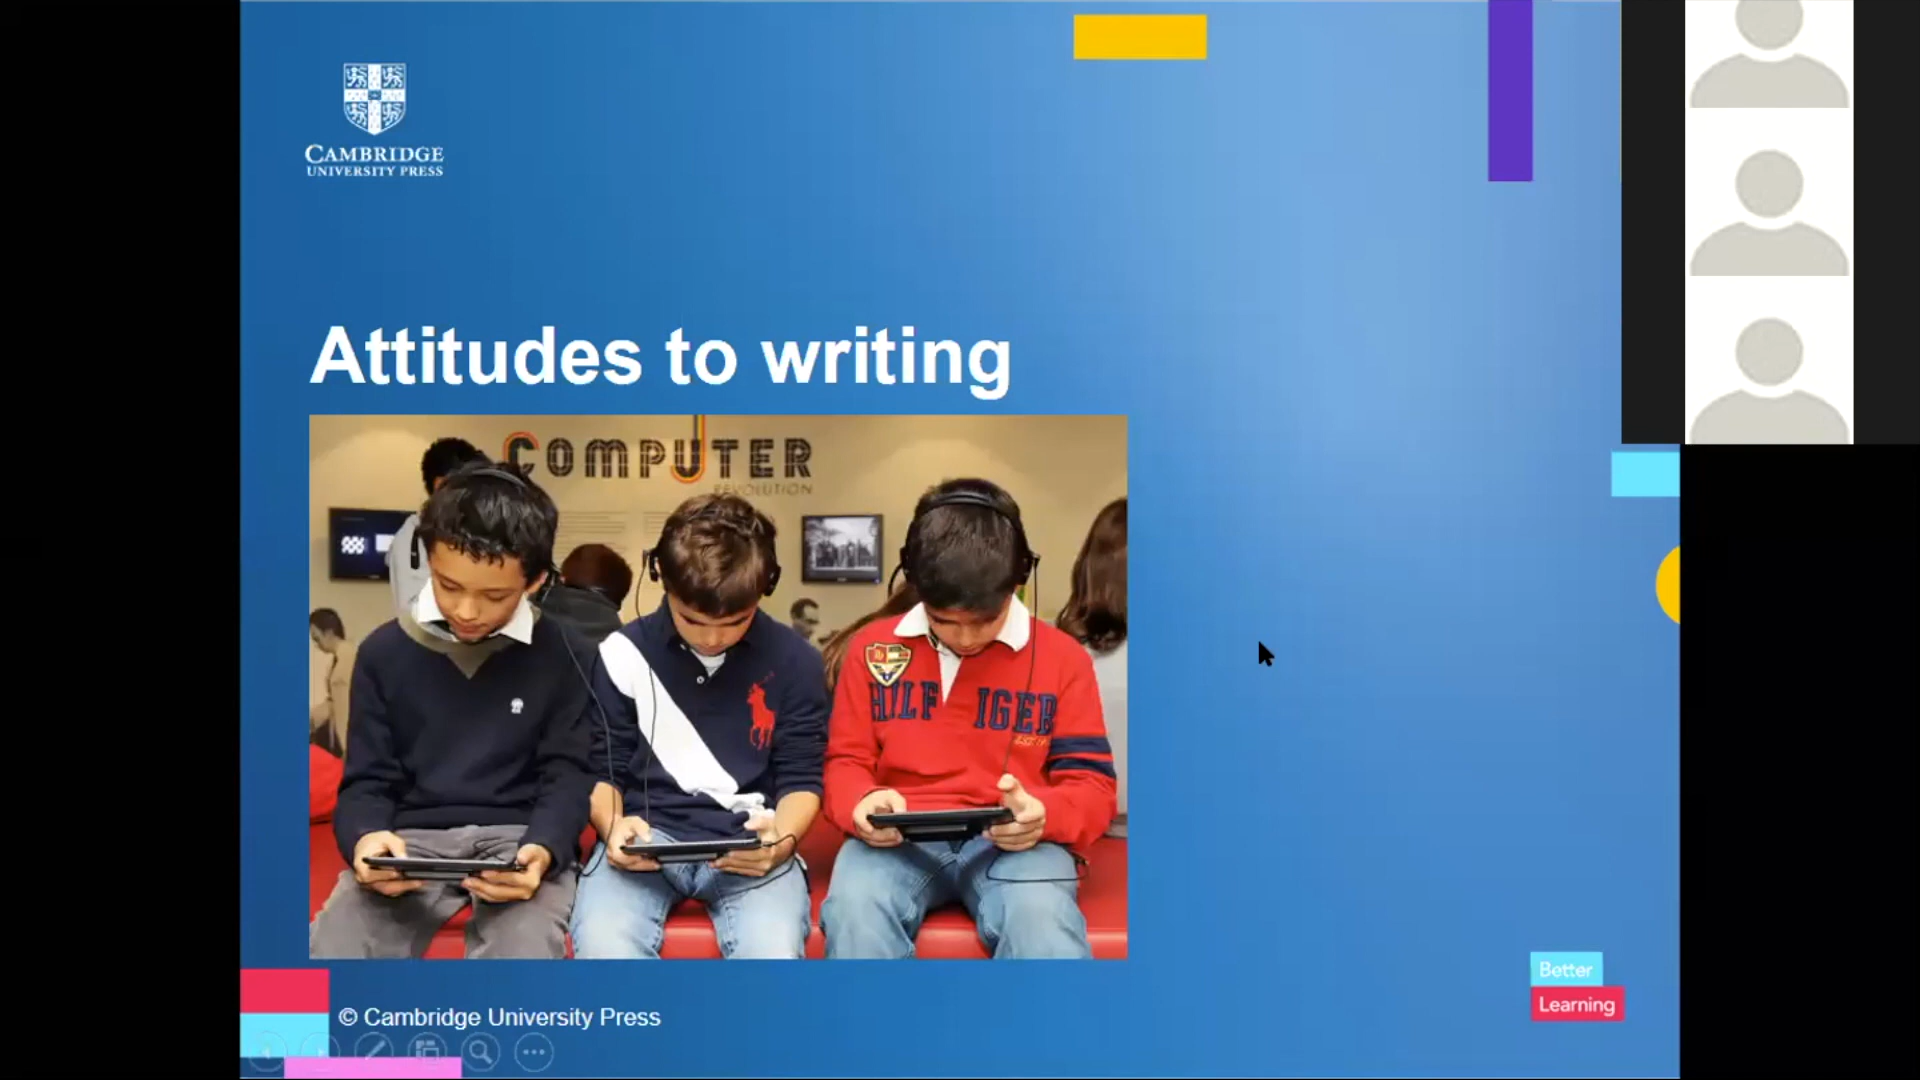 CAMBRIDGE
UNIVERSITY PRESS
Attitudes to writing
COMPUTER
REVOLUTION
HILF IGER
© Cambridge University Press
Better
Learning